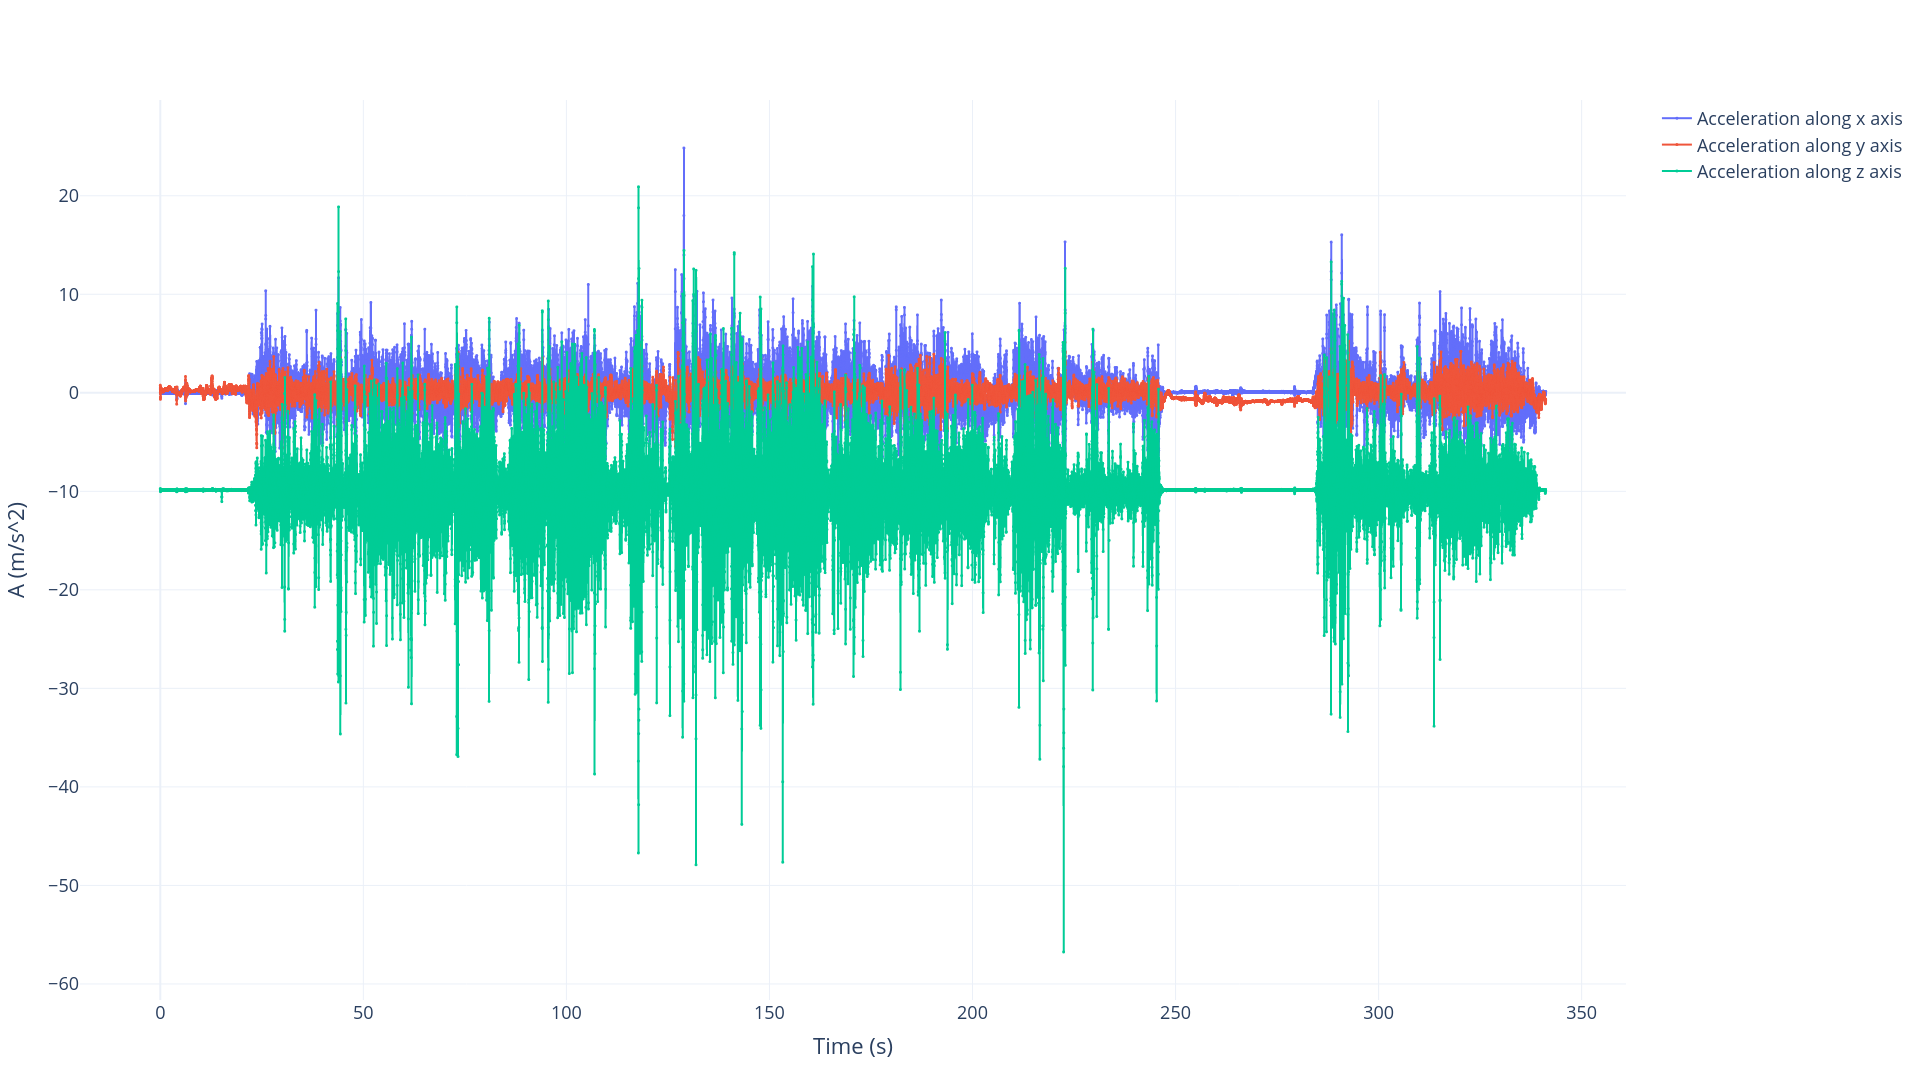 Acceleration along x axis
Acceleration along y axis
Acceleration along z axis
20
10
0
−10
−20
−30
−40
−50
−60
A (m/s^2)
0 50 100 150 200 250 300 350
Time (s)